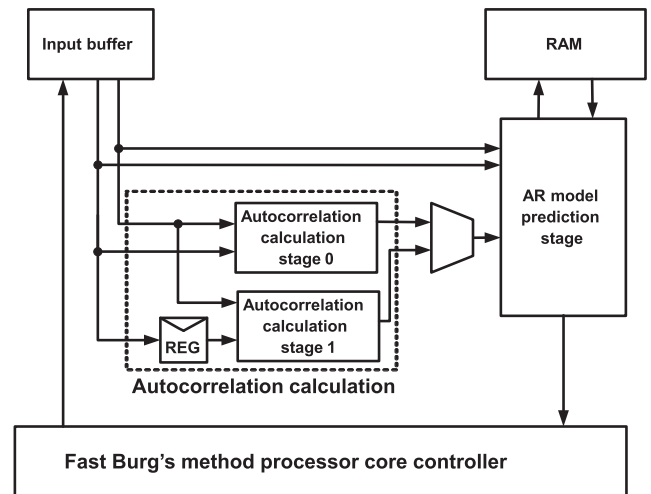 Input buffer
RAM
AR model
prediction
stage
Autocorrelation
calculation
stage 0
Autocorrelation
calculation
stage 1
REG
Autocorrelation calculation
Fast Burg's method processor core controller